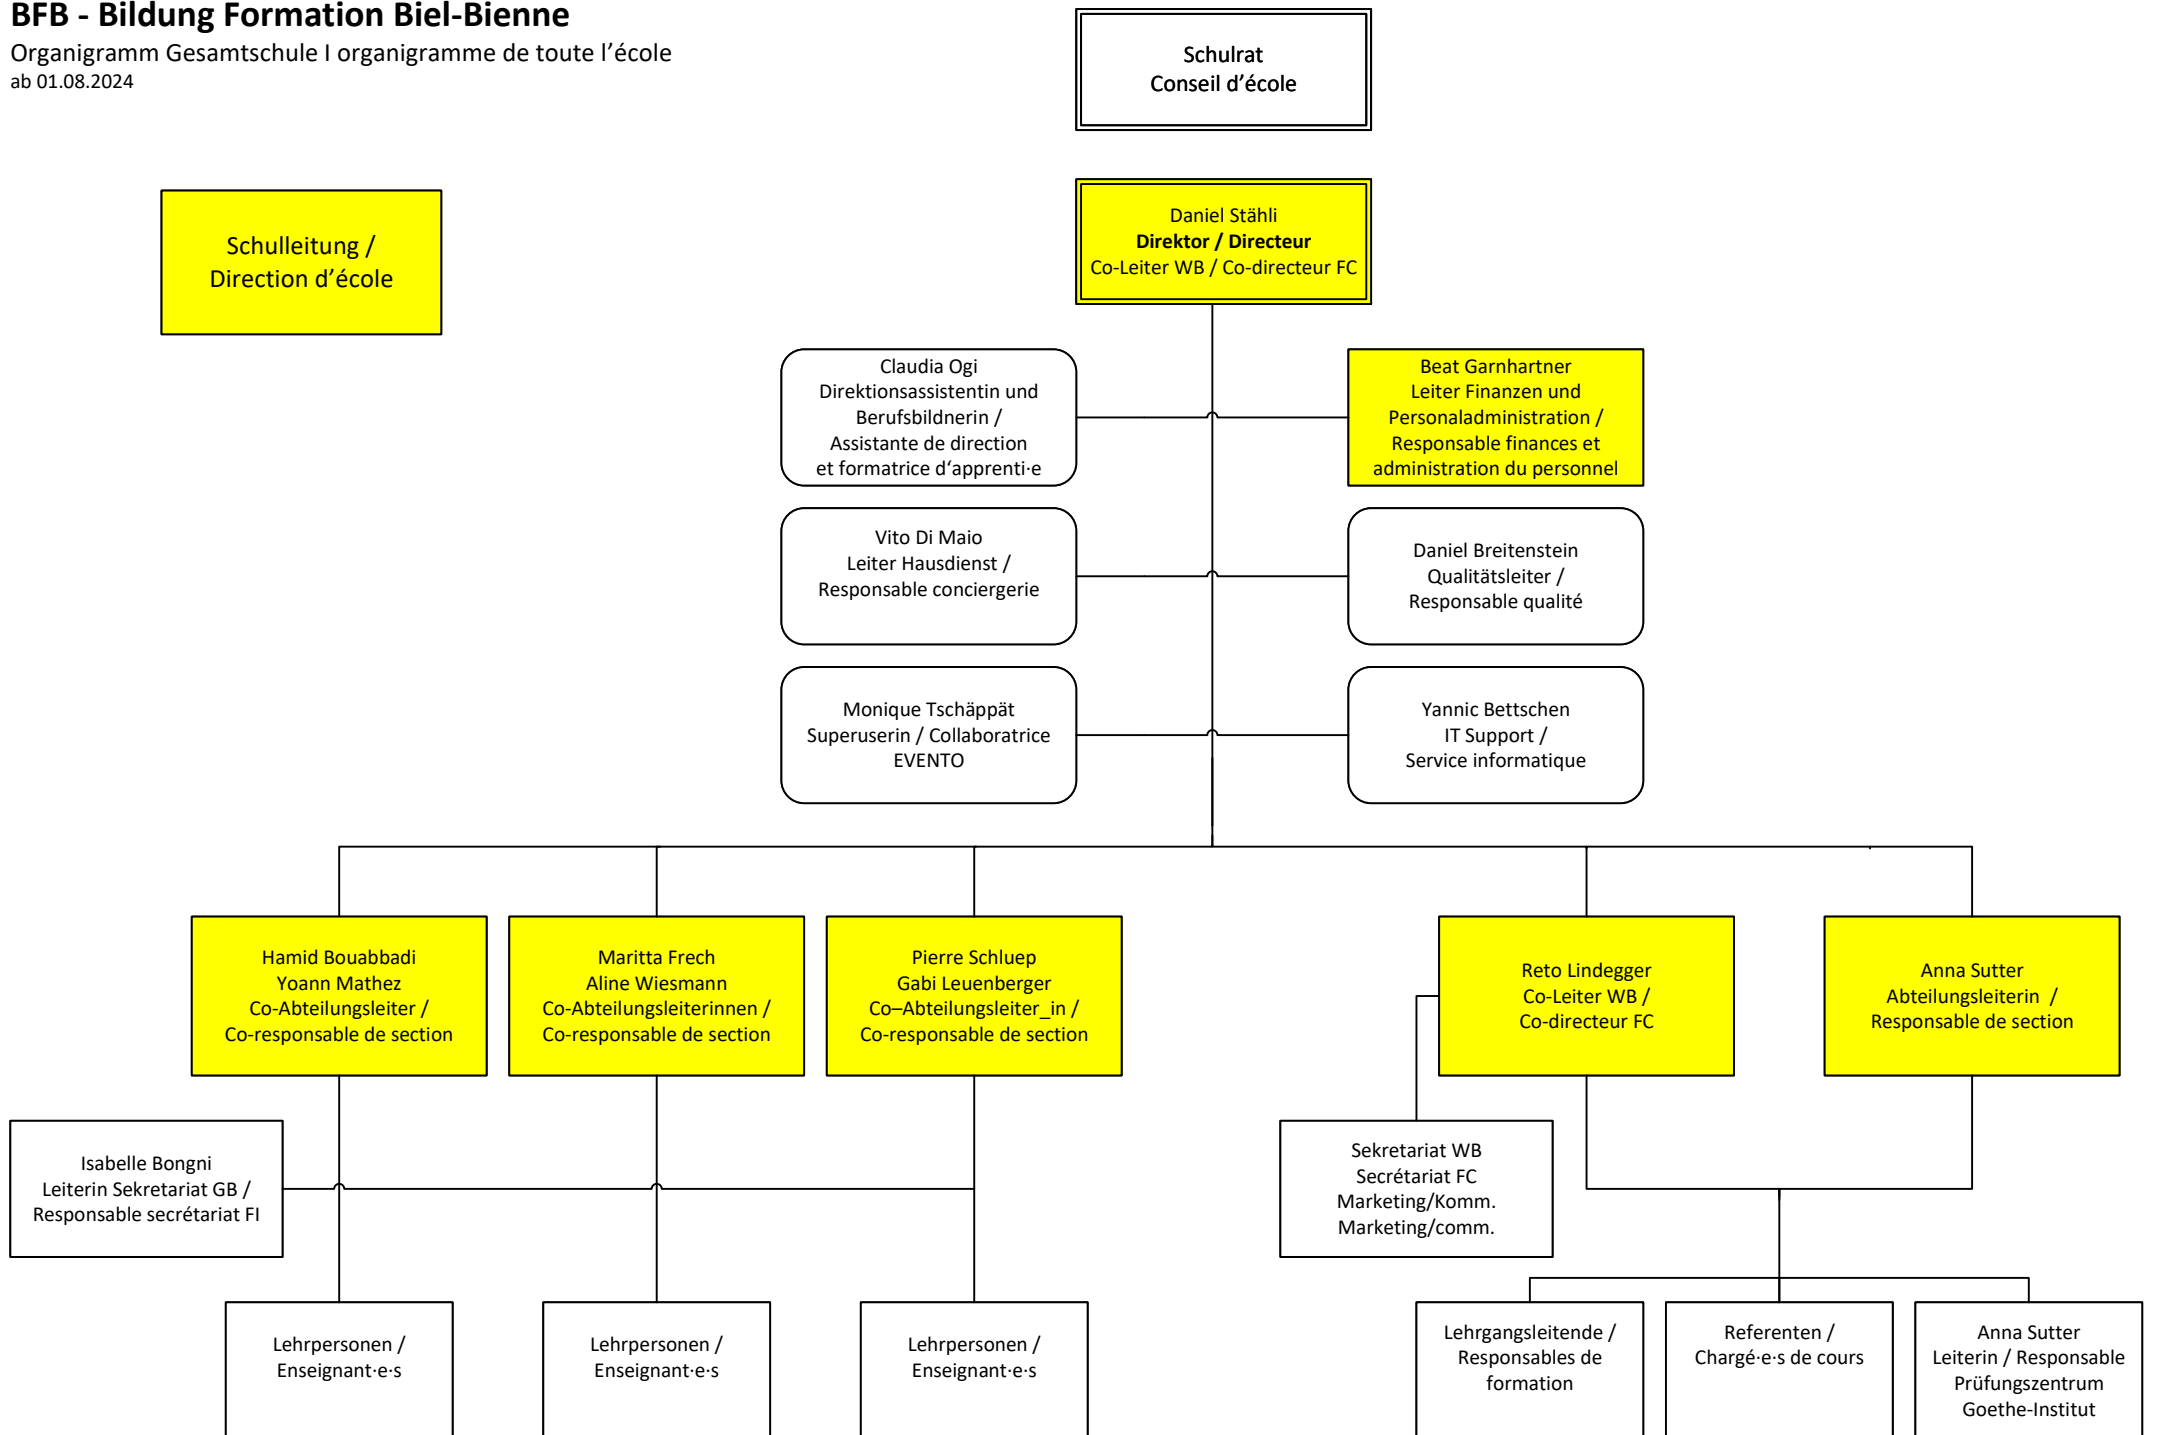 BFB - Bildung Formation Biel-Bienne
Organigramm Gesamtschule I organigramme de toute l’école
ab 01.08.2024
Schulrat
Conseil d’école
Schulleitung /
Direction d’école
Daniel Stähli
Direktor / Directeur
Co-Leiter WB / Co-directeur FC
Claudia Ogi
Direktionsassistentin und
Berufsbildnerin /
Assistante de direction
et formatrice d‘apprenti·e
Beat Garnhartner
Leiter Finanzen und
Personaladministration /
Responsable finances et
administration du personnel
Vito Di Maio
Leiter Hausdienst /
Responsable conciergerie
Daniel Breitenstein
Qualitätsleiter /
Responsable qualité
Monique Tschäppät
Superuserin / Collaboratrice
EVENTO
Yannic Bettschen
IT Support /
Service informatique
Hamid Bouabbadi
Yoann Mathez
Co-Abteilungsleiter /
Co-responsable de section
Maritta Frech
Aline Wiesmann
Co-Abteilungsleiterinnen /
Co-responsable de section
Pierre Schluep
Gabi Leuenberger
Co–Abteilungsleiter_in /
Co-responsable de section
Reto Lindegger
Co-Leiter WB /
Co-directeur FC
Anna Sutter
Abteilungsleiterin /
Responsable de section
Isabelle Bongni
Leiterin Sekretariat GB /
Responsable secrétariat FI
Sekretariat WB
Secrétariat FC
Marketing/Komm.
Marketing/comm.
Lehrpersonen /
Enseignant·e·s
Lehrpersonen /
Enseignant·e·s
Lehrpersonen /
Enseignant·e·s
Lehrgangsleitende /
Responsables de
formation
Referenten /
Chargé·e·s de cours
Anna Sutter
Leiterin / Responsable
Prüfungszentrum
Goethe-Institut